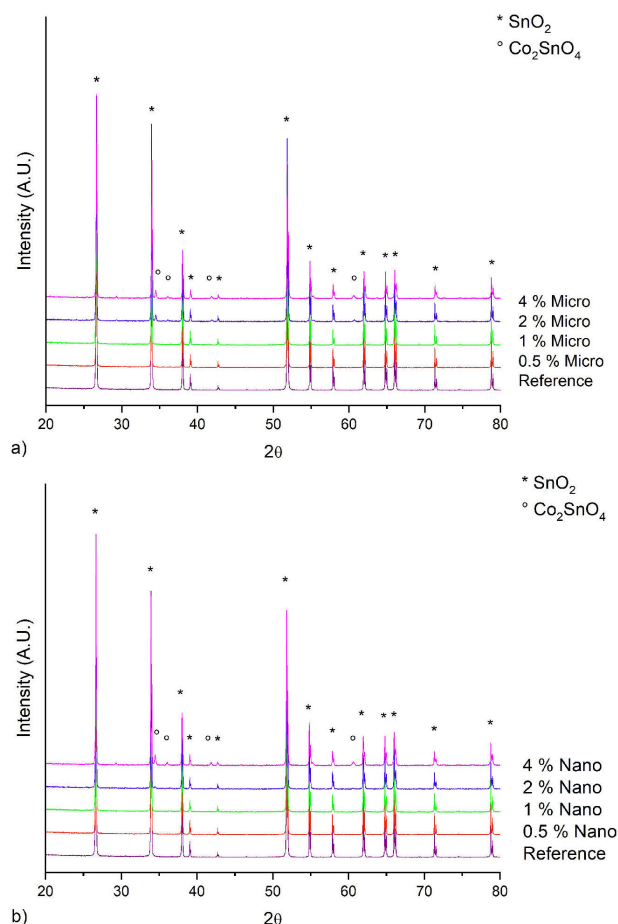 * SnO₂
° Co₂SnO₄
Intensity (A.U.)
* * * * * * * * * * * *
° ° ° °
4 % Micro
2 % Micro
1 % Micro
0.5 % Micro
Reference
20 30 40 50 60 70 80
2θ
a)
* SnO₂
° Co₂SnO₄
Intensity (A.U.)
* * * * * * * * * * * *
° ° ° °
4 % Nano
2 % Nano
1 % Nano
0.5 % Nano
Reference
20 30 40 50 60 70 80
2θ
b)